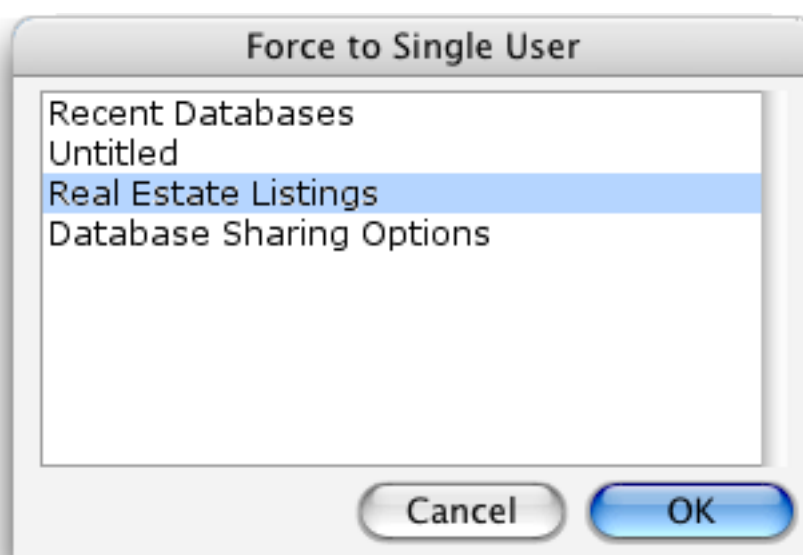 Force to Single User
Recent Databases
Untitled
Real Estate Listings
Database Sharing Options
Cancel OK